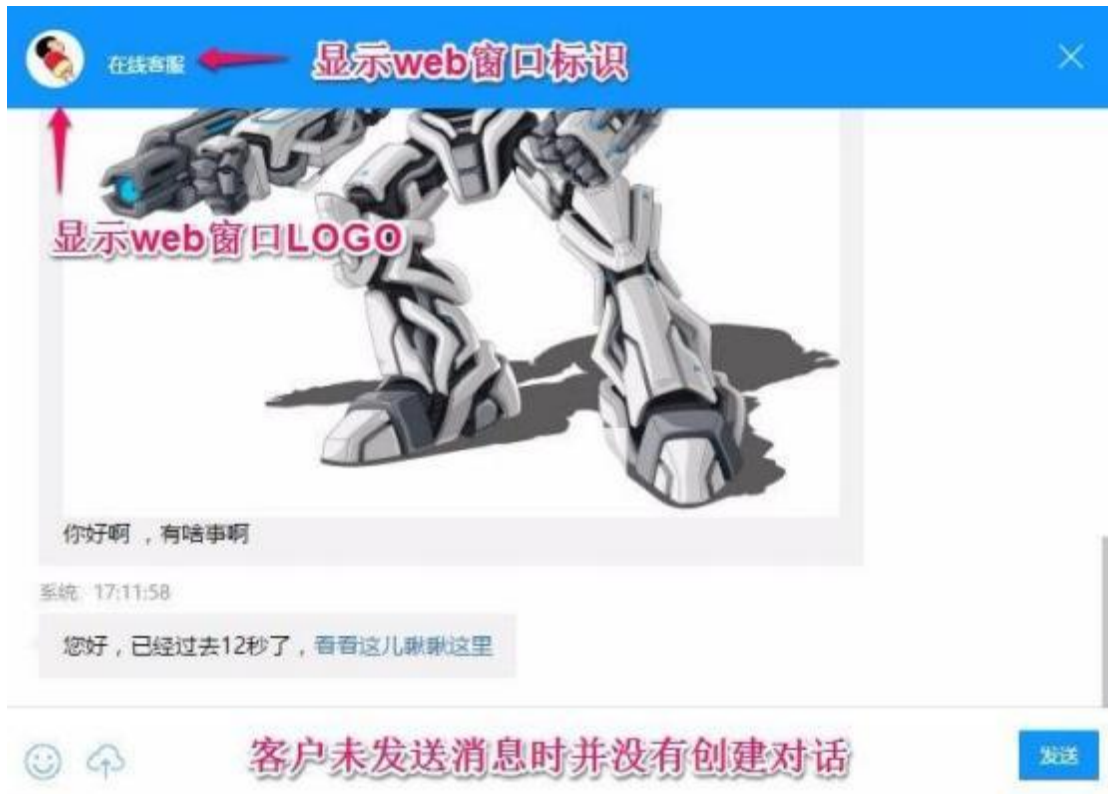 在线客服 显示web窗口标识
显示web窗口LOGO
你好啊 ，有啥事啊
系统 17:11:58
您好，已经过去12秒了，看看这儿瞅瞅这里
客户未发送消息时并没有创建对话
发送